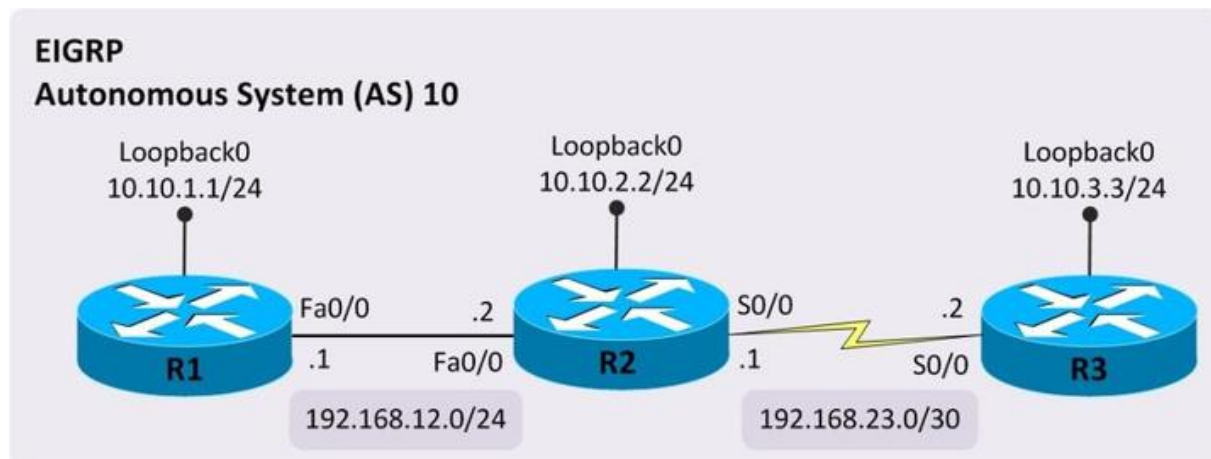 EIGRP
Autonomous System (AS) 10
Loopback0
10.10.1.1/24
Loopback0
10.10.2.2/24
Loopback0
10.10.3.3/24
Fa0/0
.2
S0/0
.2
R1
.1
Fa0/0
R2
.1
S0/0
R3
192.168.12.0/24
192.168.23.0/30